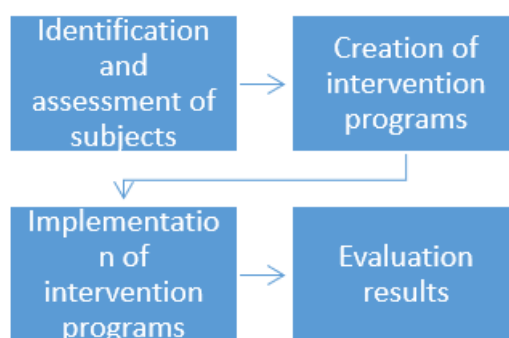 Identification
and
assessment of
subjects
Creation of
intervention
programs
Implementatio
n of
intervention
programs
Evaluation
results